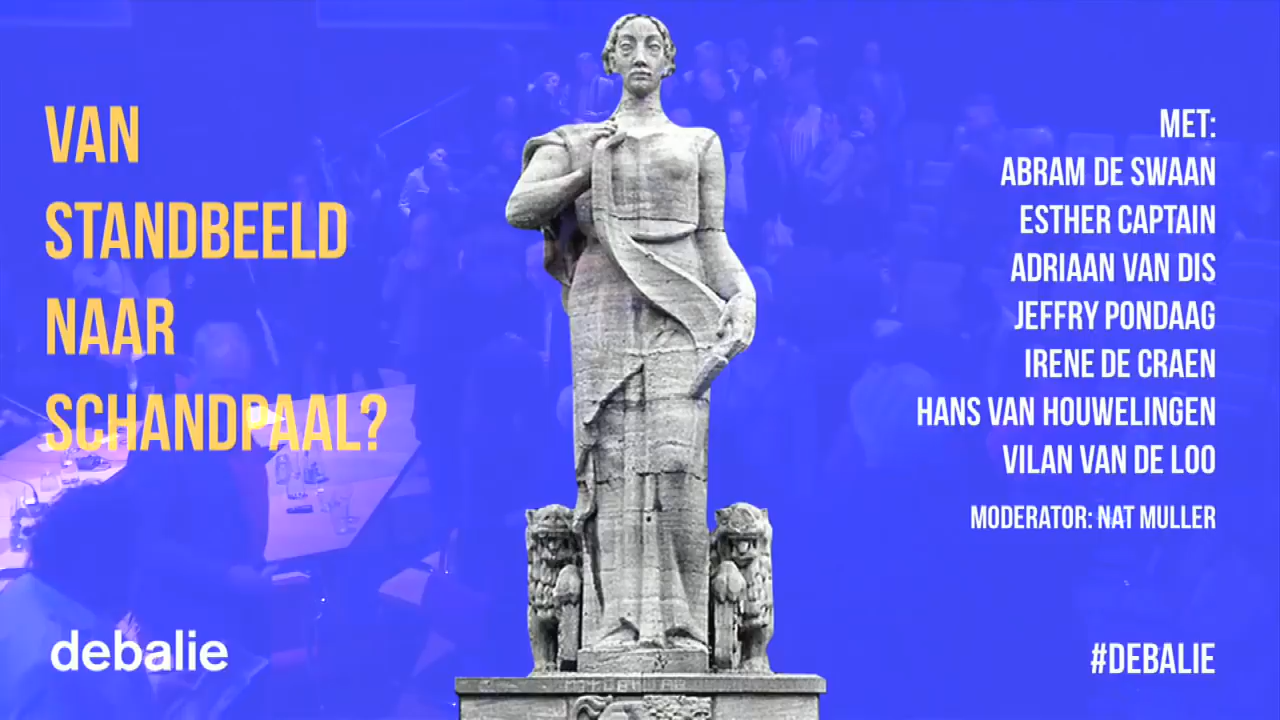 VAN
STANDBEELD
NAAR
SCHANDPAAL?
debalie
MET:
ABRAM DE SWAAN
ESTHER CAPTAIN
ADRIAAN VAN DIS
JEFFRY PONDAAG
IRENE DE CRAEN
HANS VAN HOUWELINGEN
VILAN VAN DE LOO
MODERATOR: NAT MULLER
#DEBALIE